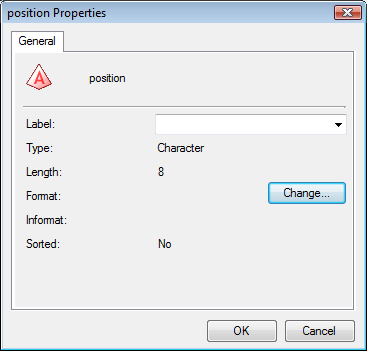 position Properties
General
A
position
Label:
Type: Character
Length: 8
Format:
Change...
Informat:
Sorted: No
OK Cancel